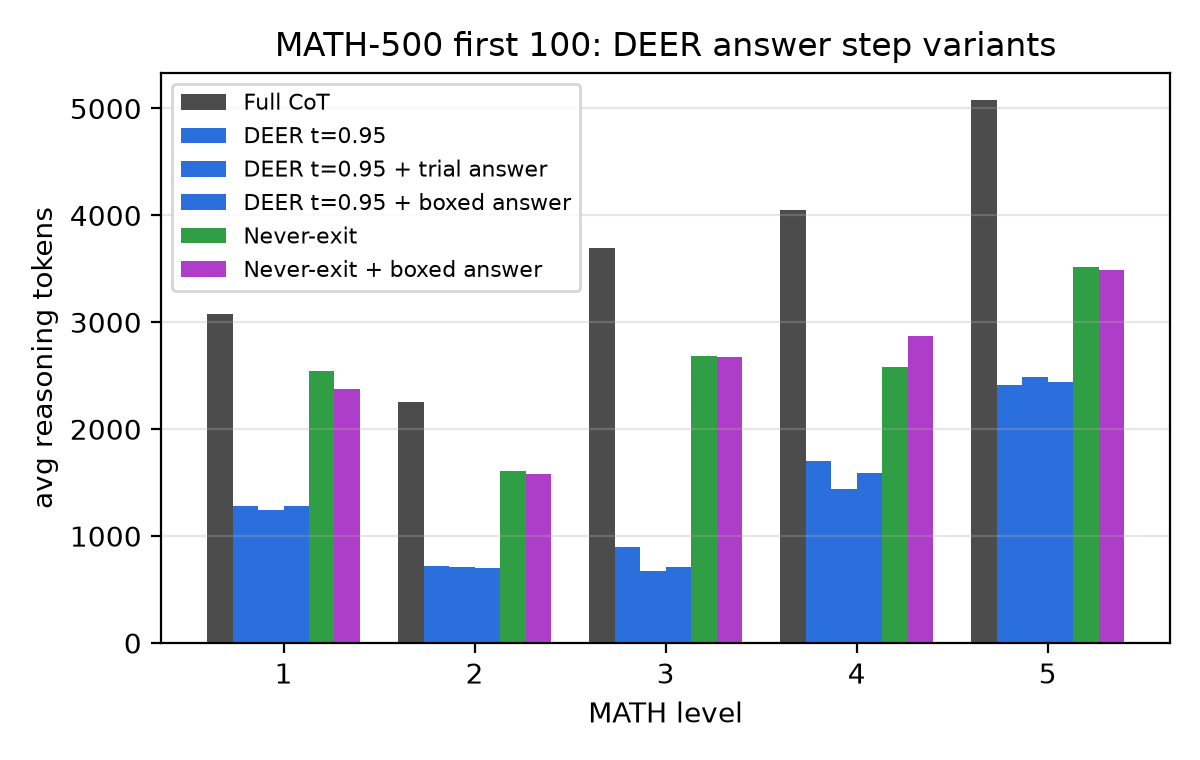 MATH-500 first 100: DEER answer step variants
Full CoT
DEER t=0.95
DEER t=0.95 + trial answer
DEER t=0.95 + boxed answer
Never-exit
Never-exit + boxed answer
avg reasoning tokens
5000
4000
3000
2000
1000
0
1 2 3 4 5
MATH level